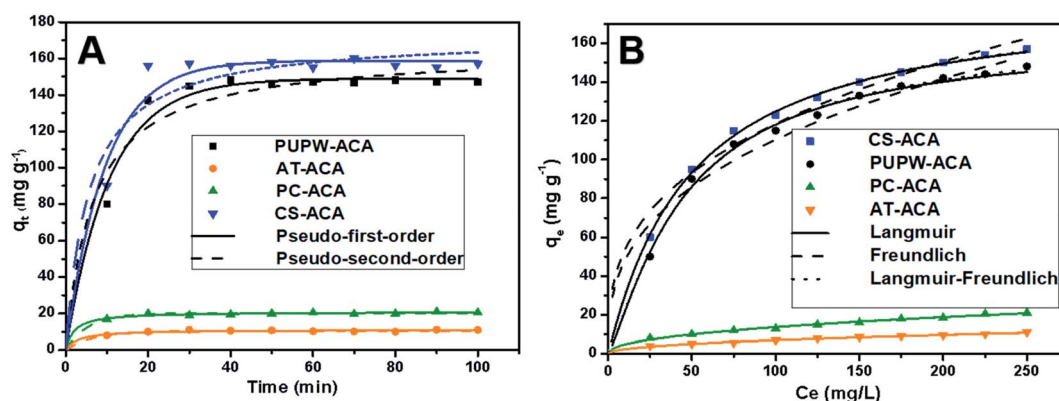 A
180
160
140
120
100
80
60
40
20
0
qt (mg g-1)
PUPW-ACA
AT-ACA
PC-ACA
CS-ACA
Pseudo-first-order
Pseudo-second-order
0 20 40 60 80 100
Time (min)
B
160
140
120
100
80
60
40
20
0
qe (mg g-1)
CS-ACA
PUPW-ACA
PC-ACA
AT-ACA
Langmuir
Freundlich
Langmuir-Freundlich
0 50 100 150 200 250
Ce (mg/L)